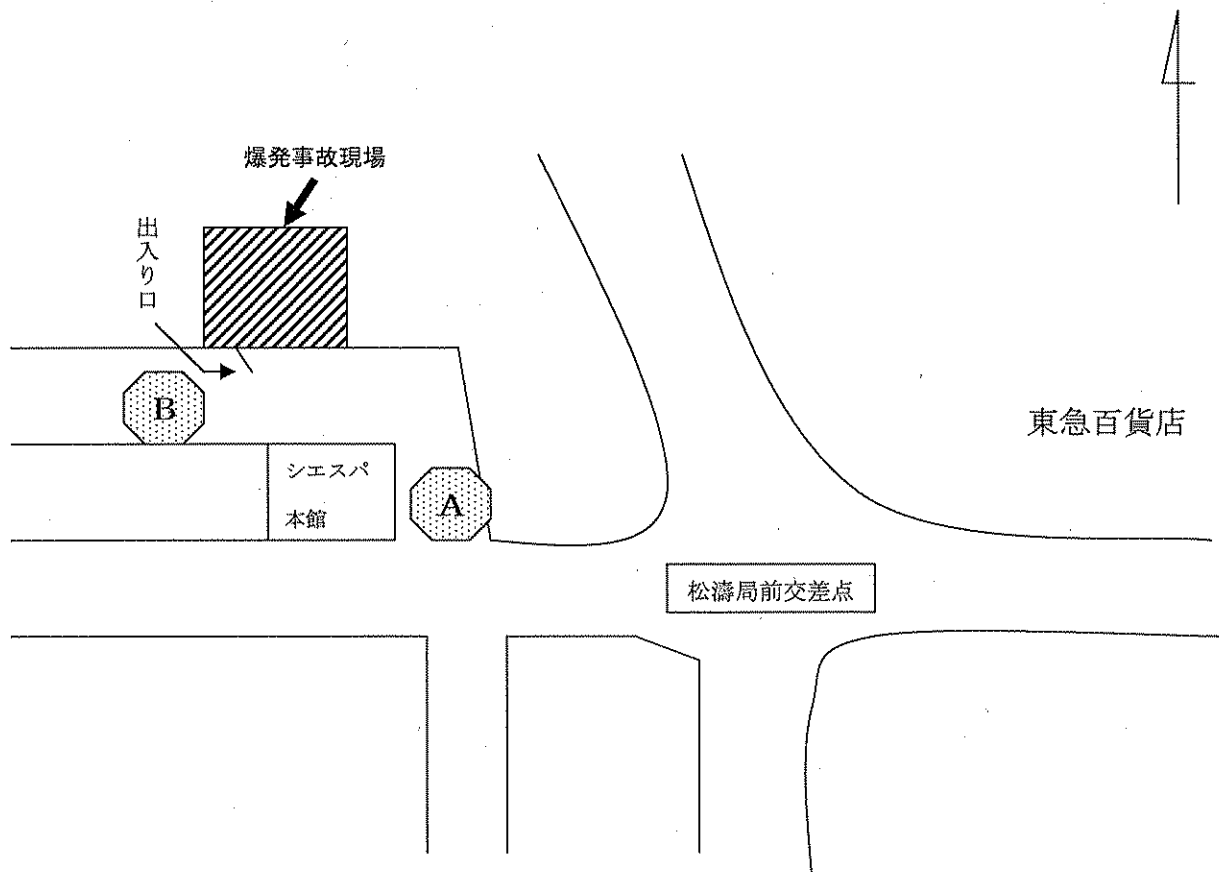 爆発事故現場
出入り口
B
シエスパ
本館
A
東急百貨店
松濤局前交差点